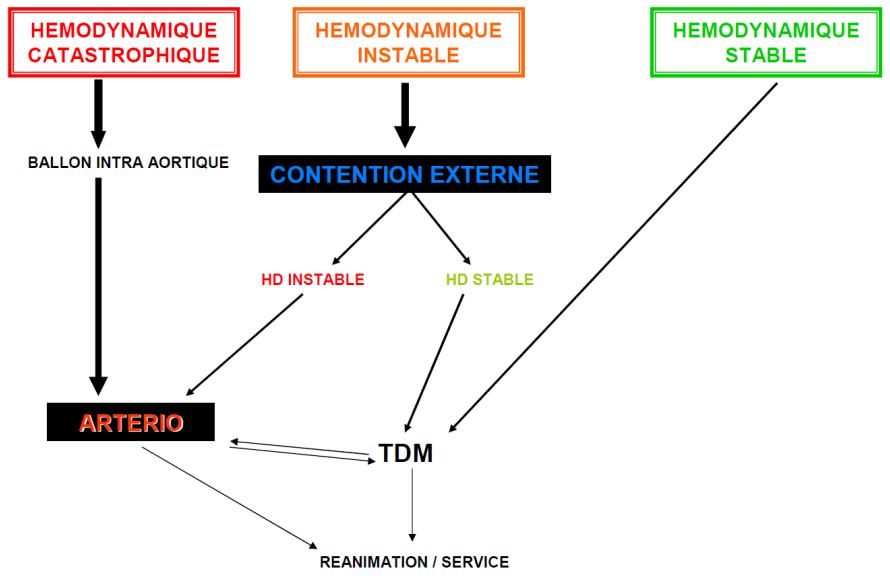 HEMODYNAMIQUE
CATASTROPHIQUE
HEMODYNAMIQUE
INSTABLE
HEMODYNAMIQUE
STABLE
BALLON INTRA AORTIQUE
CONTENTION EXTERNE
HD INSTABLE
HD STABLE
ARTERIO
TDM
REANIMATION / SERVICE